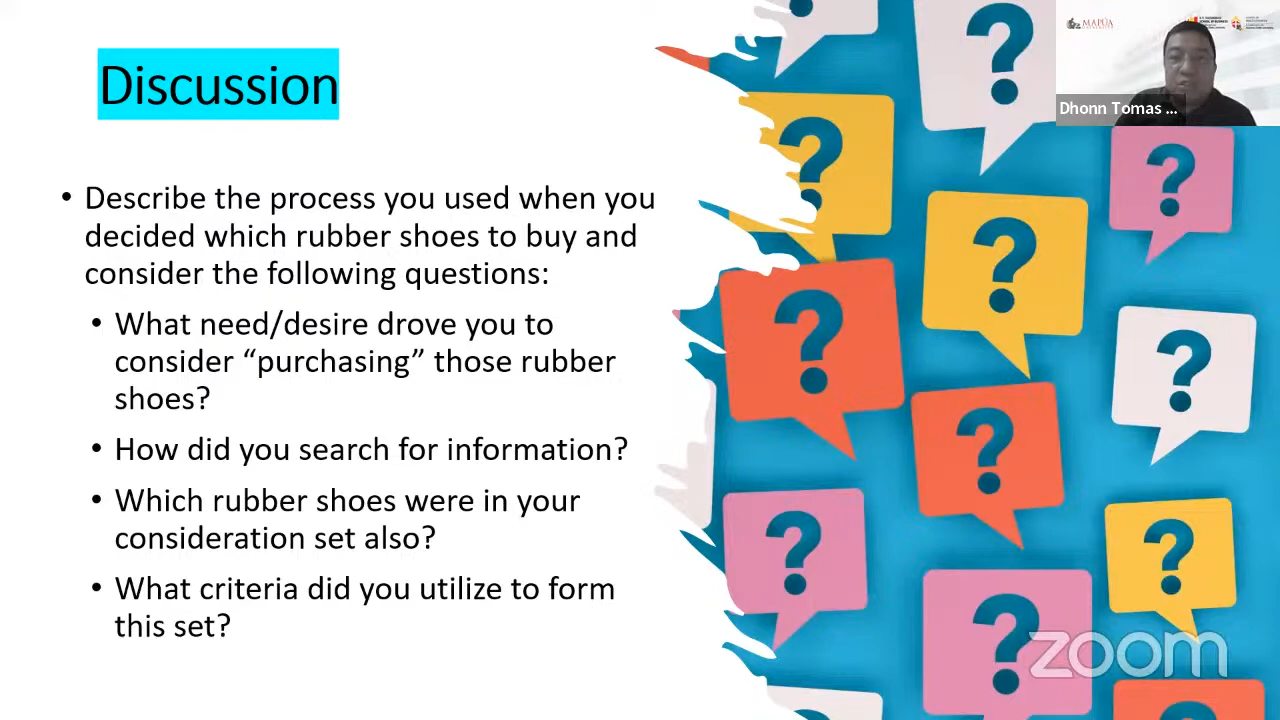 Discussion
• Describe the process you used when you
decided which rubber shoes to buy and
consider the following questions:
• What need/desire drove you to
consider “purchasing” those rubber
shoes?
• How did you search for information?
• Which rubber shoes were in your
consideration set also?
• What criteria did you utilize to form
this set?
MAPÚA
UNIVERSITY
Dhonn Tomas ...
? ? ? ? ? ? ? ? ? ? ? ?
zoom